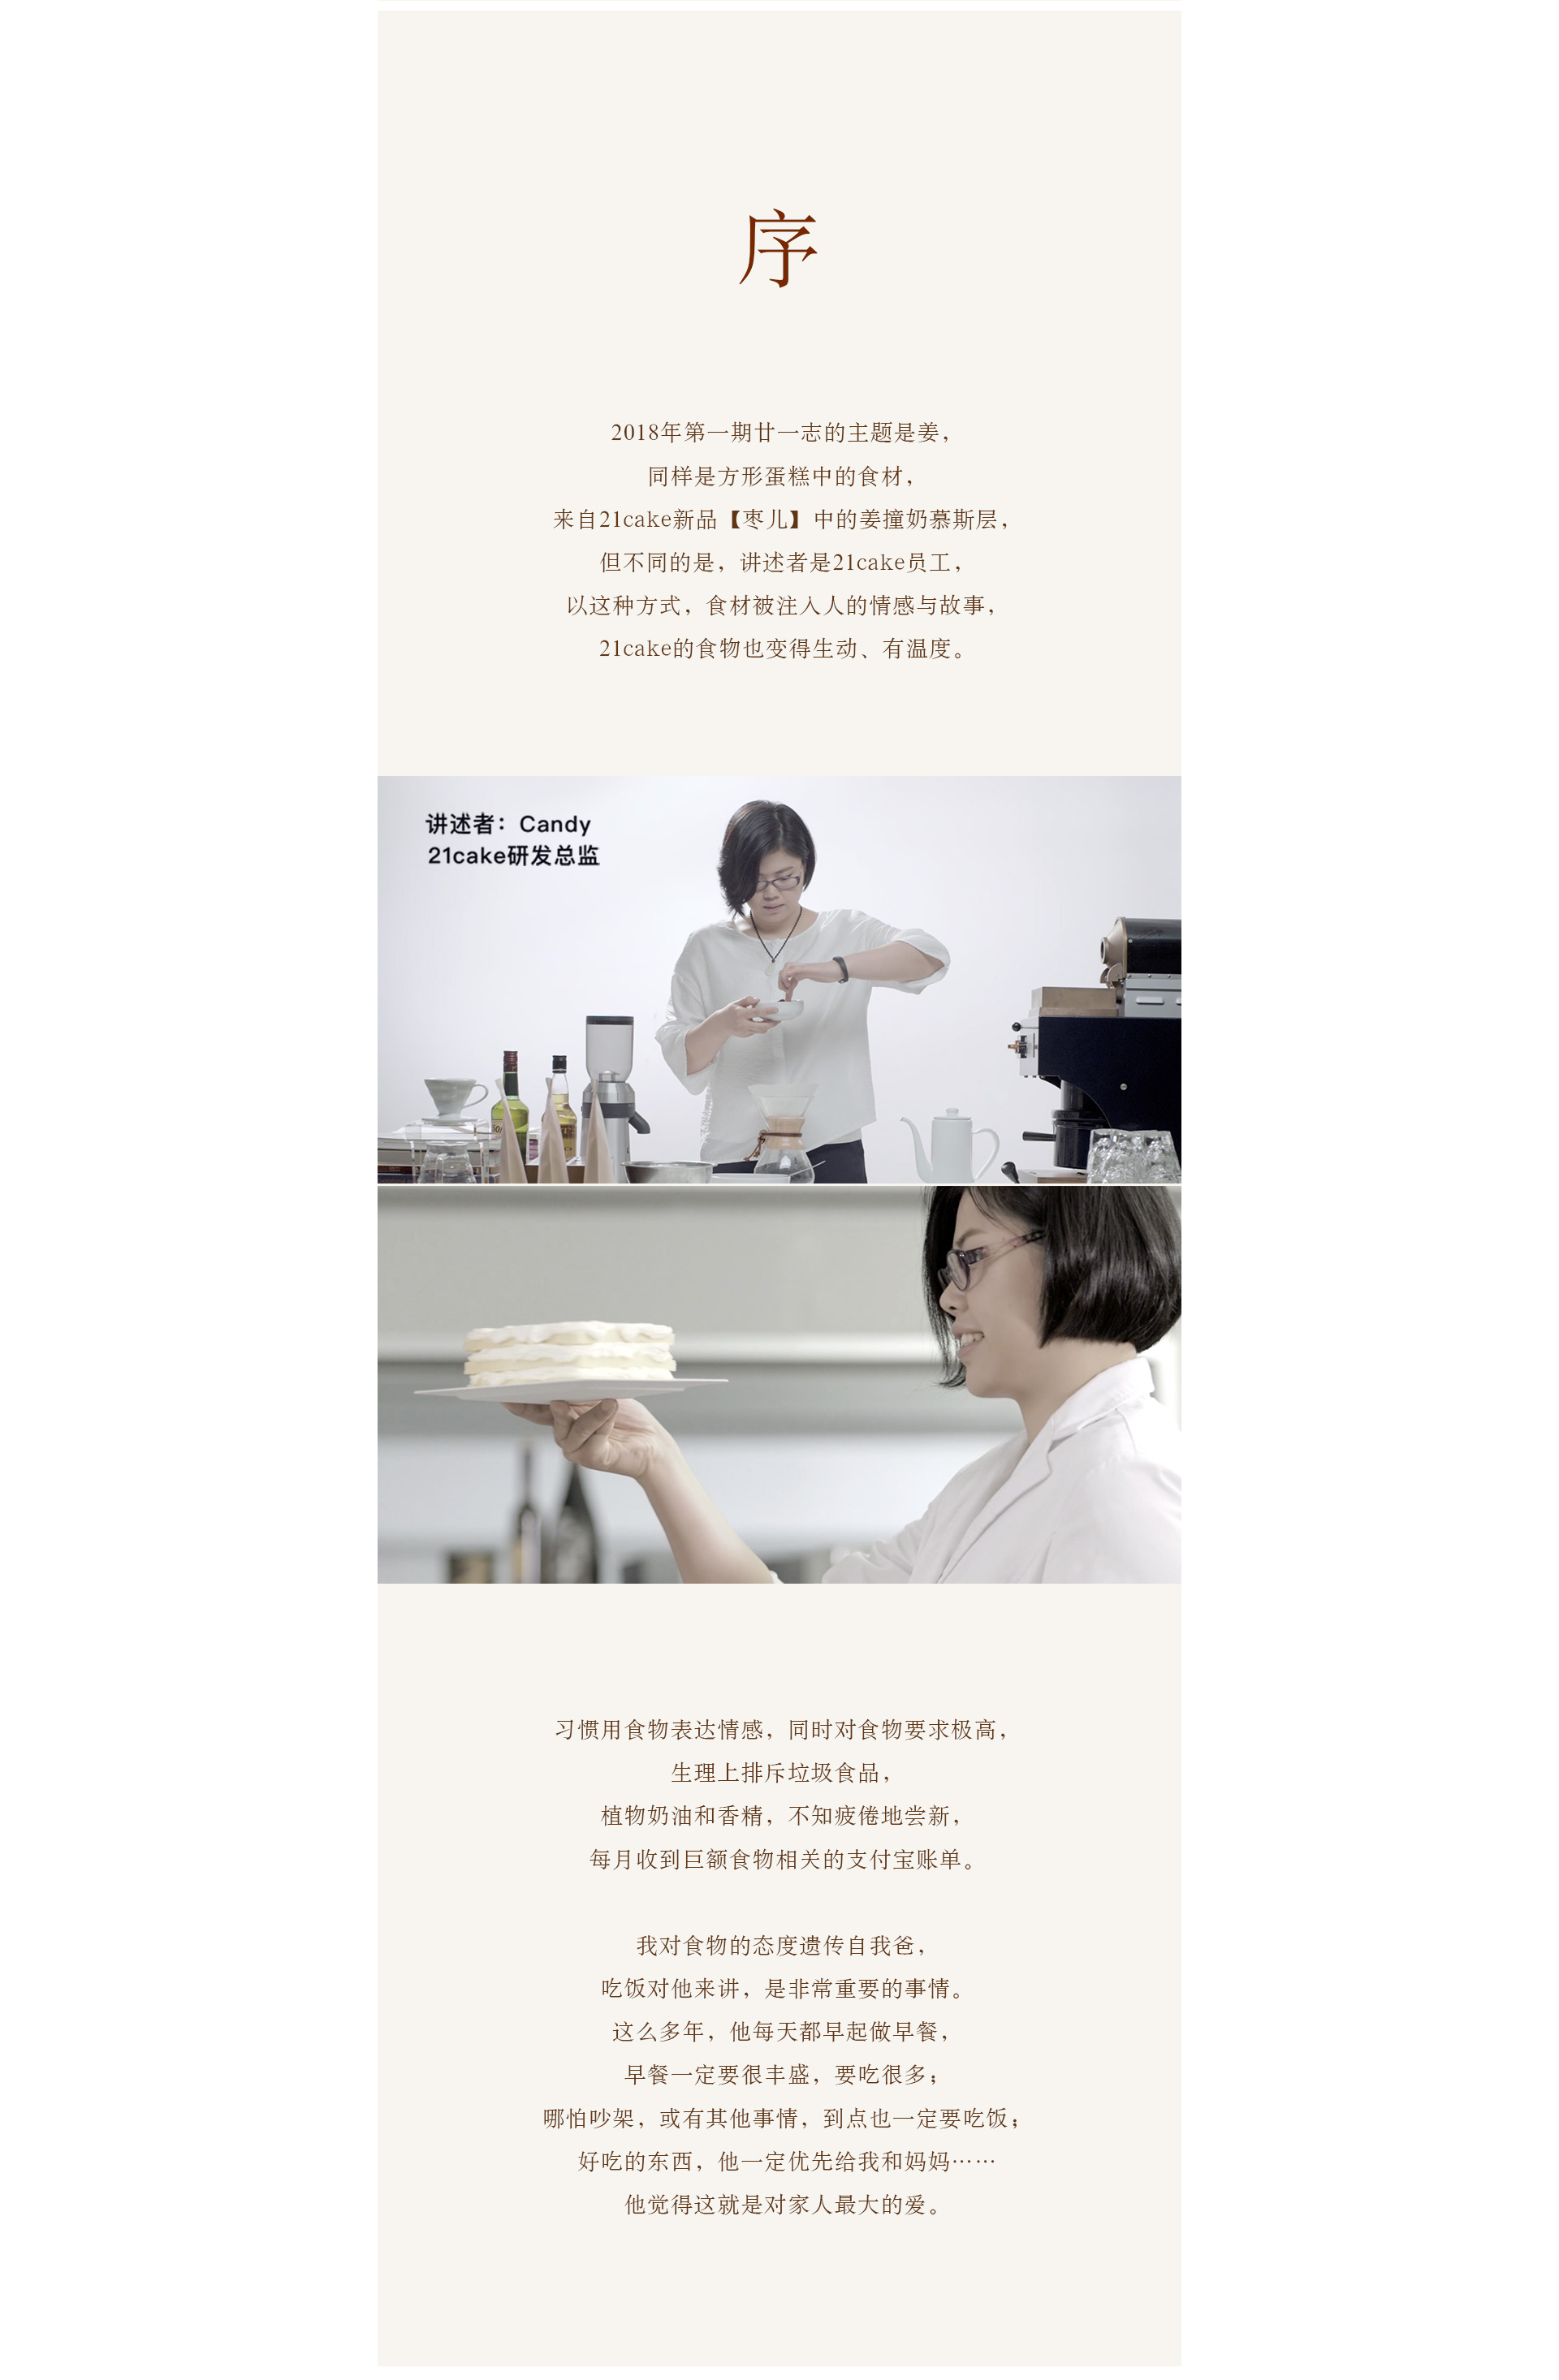 序
2018年第一期廿一志的主题是姜，
同样是方形蛋糕中的食材，
来自21cake新品【枣儿】中的姜撞奶慕斯层，
但不同的是，讲述者是21cake员工，
以这种方式，食材被注入人的情感与故事，
21cake的食物也变得生动、有温度。
讲述者：Candy
21cake研发总监
习惯用食物表达情感，同时对食物要求极高，
生理上排斥垃圾食品，
植物奶油和香精，不知疲倦地尝新，
每月收到巨额食物相关的支付宝账单。
我对食物的态度遗传自我爸，
吃饭对他来讲，是非常重要的事情。
这么多年，他每天都早起做早餐，
早餐一定要很丰盛，要吃很多；
哪怕吵架，或有其他事情，到点也一定要吃饭；
好吃的东西，他一定优先给我和妈妈……
他觉得这就是对家人最大的爱。